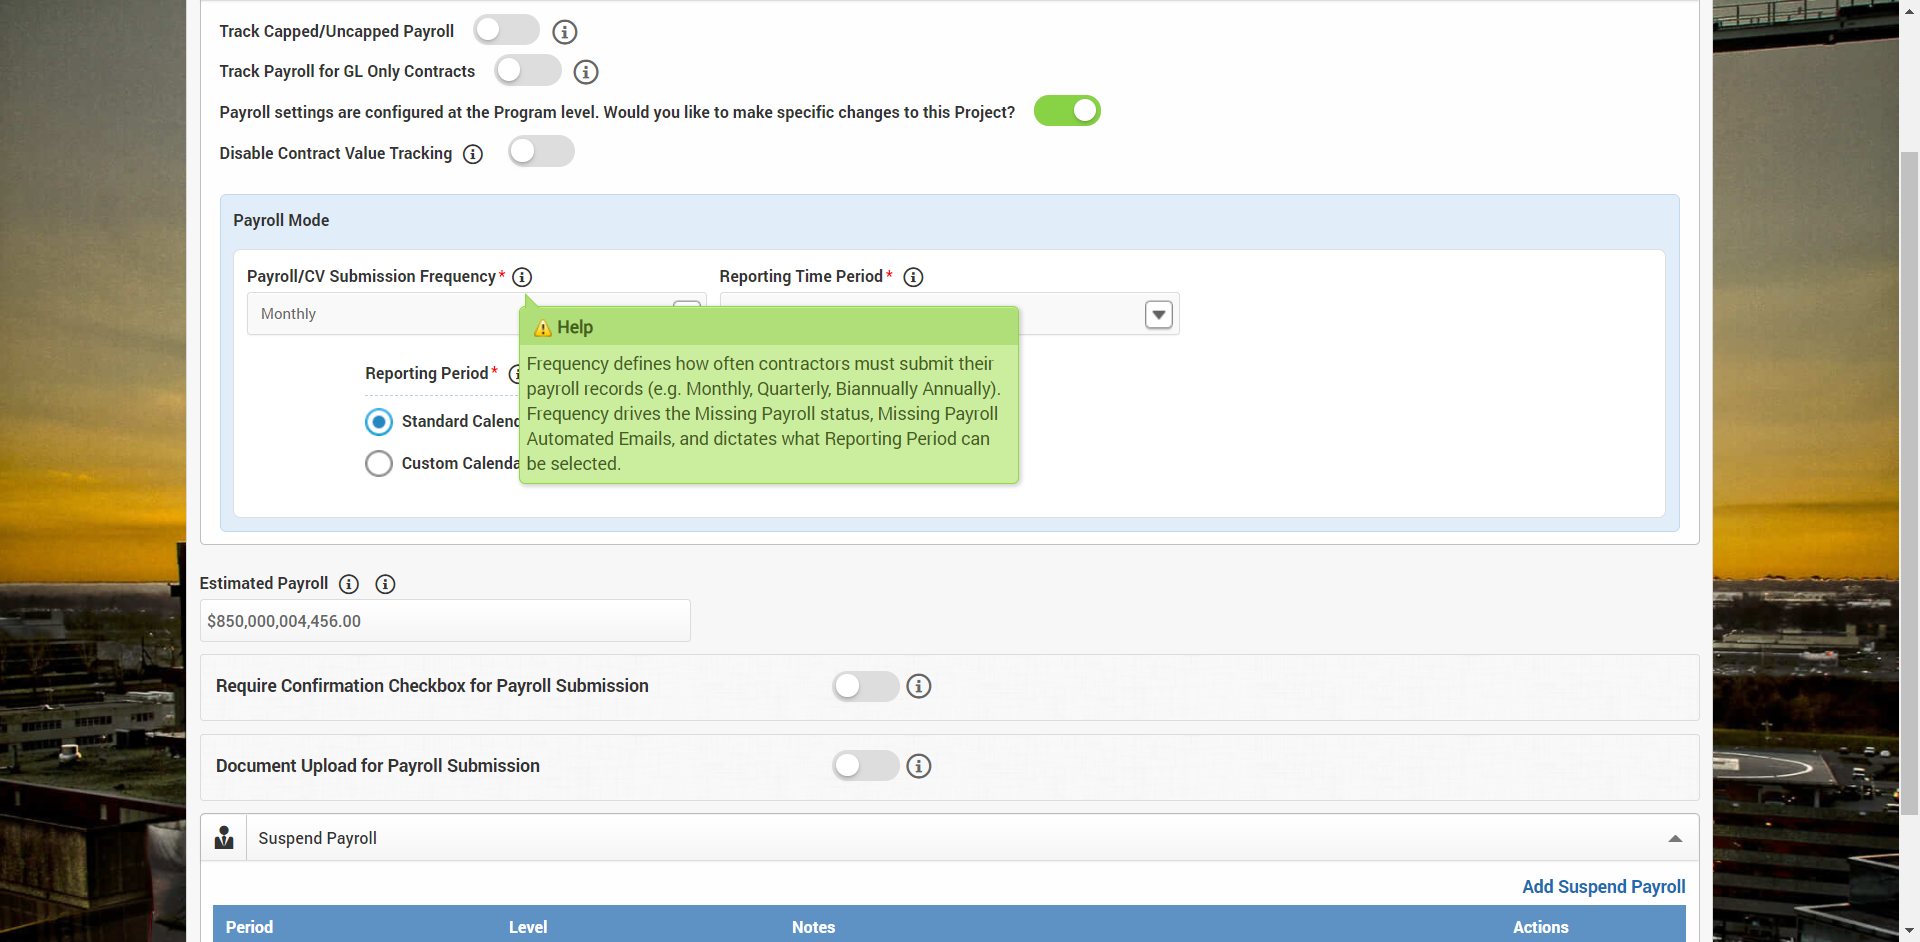 Track Capped/Uncapped Payroll
Track Payroll for GL Only Contracts
Payroll settings are configured at the Program level. Would you like to make specific changes to this Project?
Disable Contract Value Tracking
Payroll Mode
Payroll/CV Submission Frequency *
Reporting Time Period *
Monthly
Help
Frequency defines how often contractors must submit their
payroll records (e.g. Monthly, Quarterly, Biannually Annually).
Frequency drives the Missing Payroll status, Missing Payroll
Automated Emails, and dictates what Reporting Period can
be selected.
Reporting Period *
Standard
Custom
Estimated Payroll
$850,000,004,456.00
Require Confirmation Checkbox for Payroll Submission
Document Upload for Payroll Submission
Suspend Payroll
Add Suspend Payroll
Period Level Notes Actions